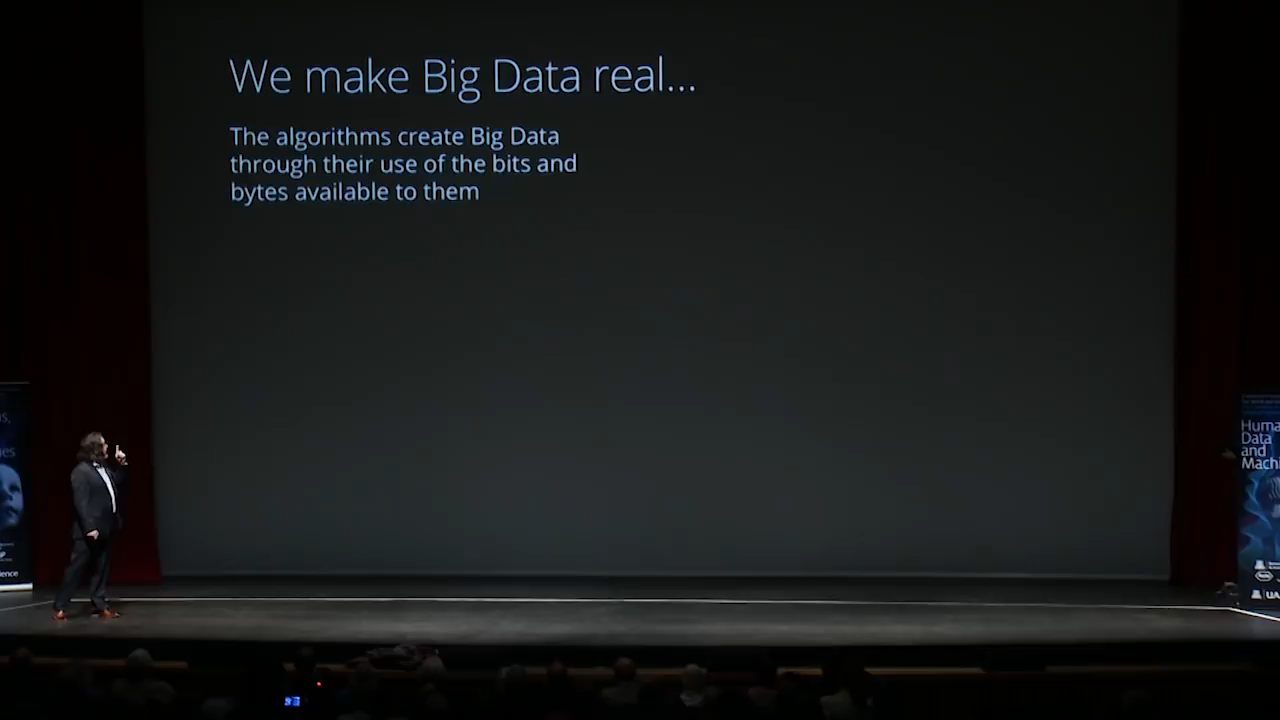 We make Big Data real...
The algorithms create Big Data
through their use of the bits and
bytes available to them
Data
and